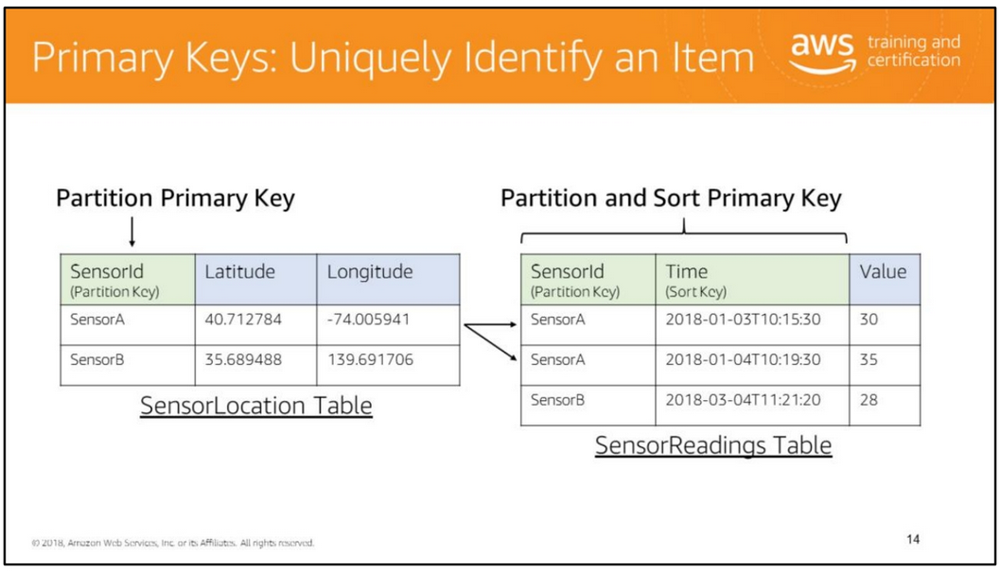 Primary Keys: Uniquely Identify an Item
aws training and certification
Partition Primary Key
SensorId Latitude Longitude
(Partition Key)
SensorA 40.712784 -74.005941
SensorB 35.689488 139.691706
SensorLocation Table
Partition and Sort Primary Key
SensorId Time Value
(Partition Key) (Sort Key)
SensorA 2018-01-03T10:15:30 30
SensorA 2018-01-04T10:19:30 35
SensorB 2018-03-04T11:21:20 28
SensorReadings Table
© 2018, Amazon Web Services, Inc. or its Affiliates. All rights reserved.
14